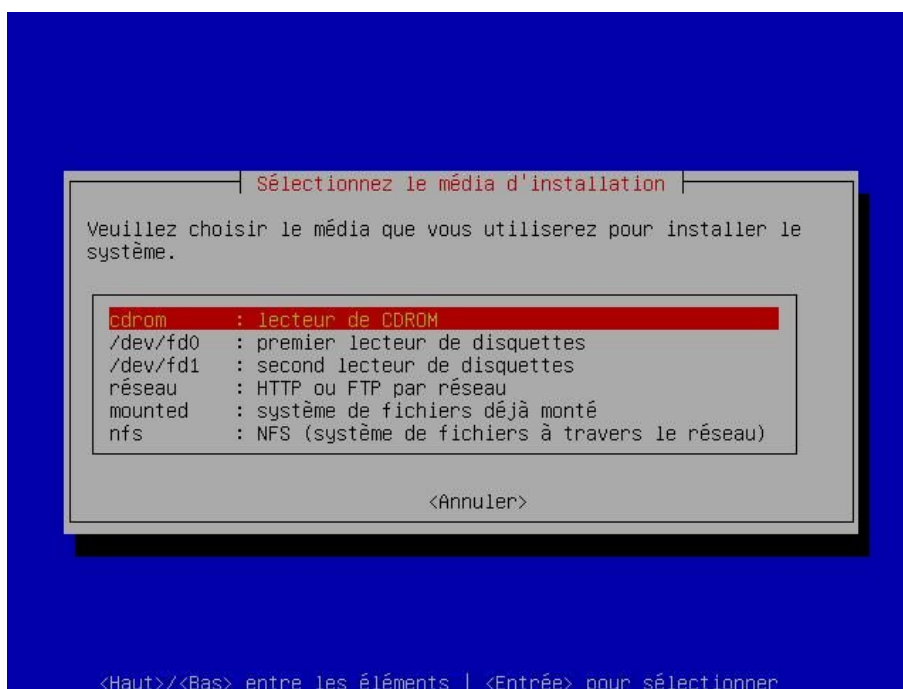 Sélectionnez le média d'installation
Veuillez choisir le média que vous utiliserez pour installer le
système.
cdrom : lecteur de CDROM
/dev/fd0 : premier lecteur de disquettes
/dev/fd1 : second lecteur de disquettes
réseau : HTTP ou FTP par réseau
mounted : système de fichiers déjà monté
nfs : NFS (système de fichiers à travers le réseau)
<Annuler>
<Haut>/<Bas> entre les éléments | <Entrée> pour sélectionner